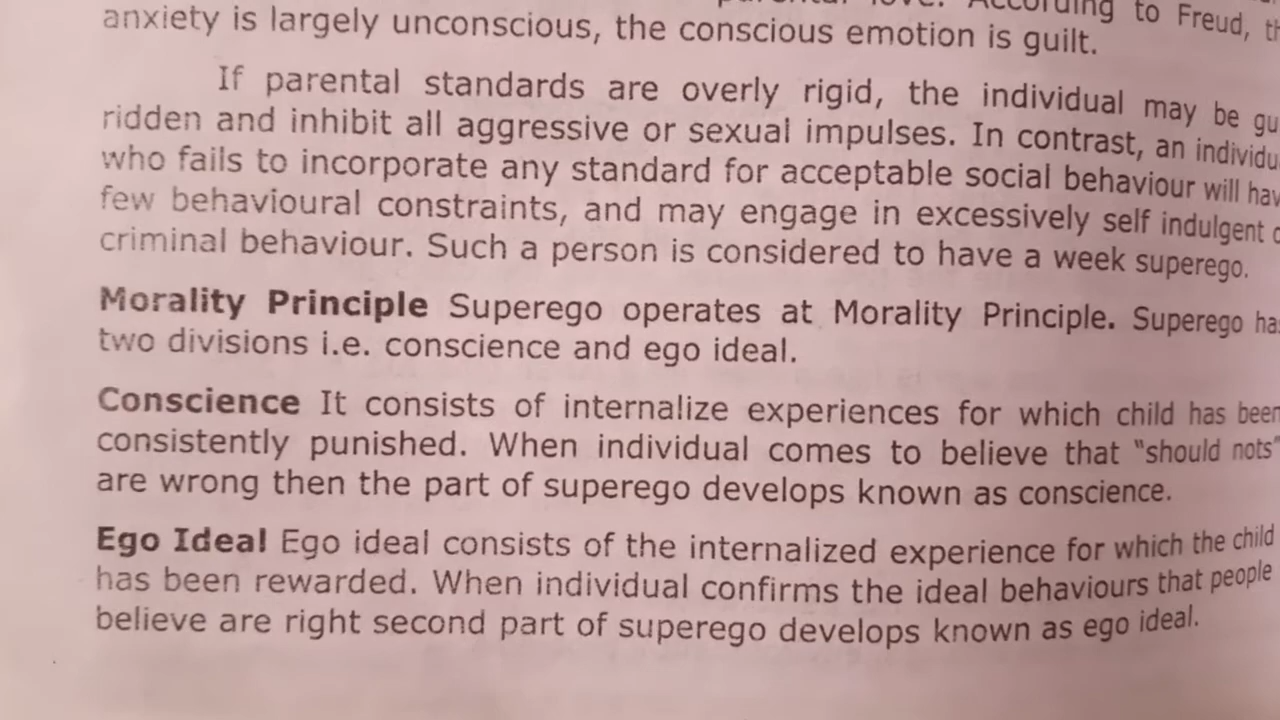 According to Freud,
anxiety is largely unconscious, the conscious emotion is guilt.
If parental standards are overly rigid, the individual may be
ridden and inhibit all aggressive or sexual impulses. In contrast, an
who fails to incorporate any standard for acceptable social behaviour will
few behavioural constraints, and may engage in excessively self indulgent
criminal behaviour. Such a person is considered to have a week superego.
Morality Principle Superego operates at Morality Principle. Superego
two divisions i.e. conscience and ego ideal.
Conscience It consists of internalize experiences for which child has been
consistently punished. When individual comes to believe that "should nots"
are wrong then the part of superego develops known as conscience.
Ego Ideal Ego ideal consists of the internalized experience for which the child
has been rewarded. When individual confirms the ideal behaviours that people
believe are right second part of superego develops known as ego ideal.